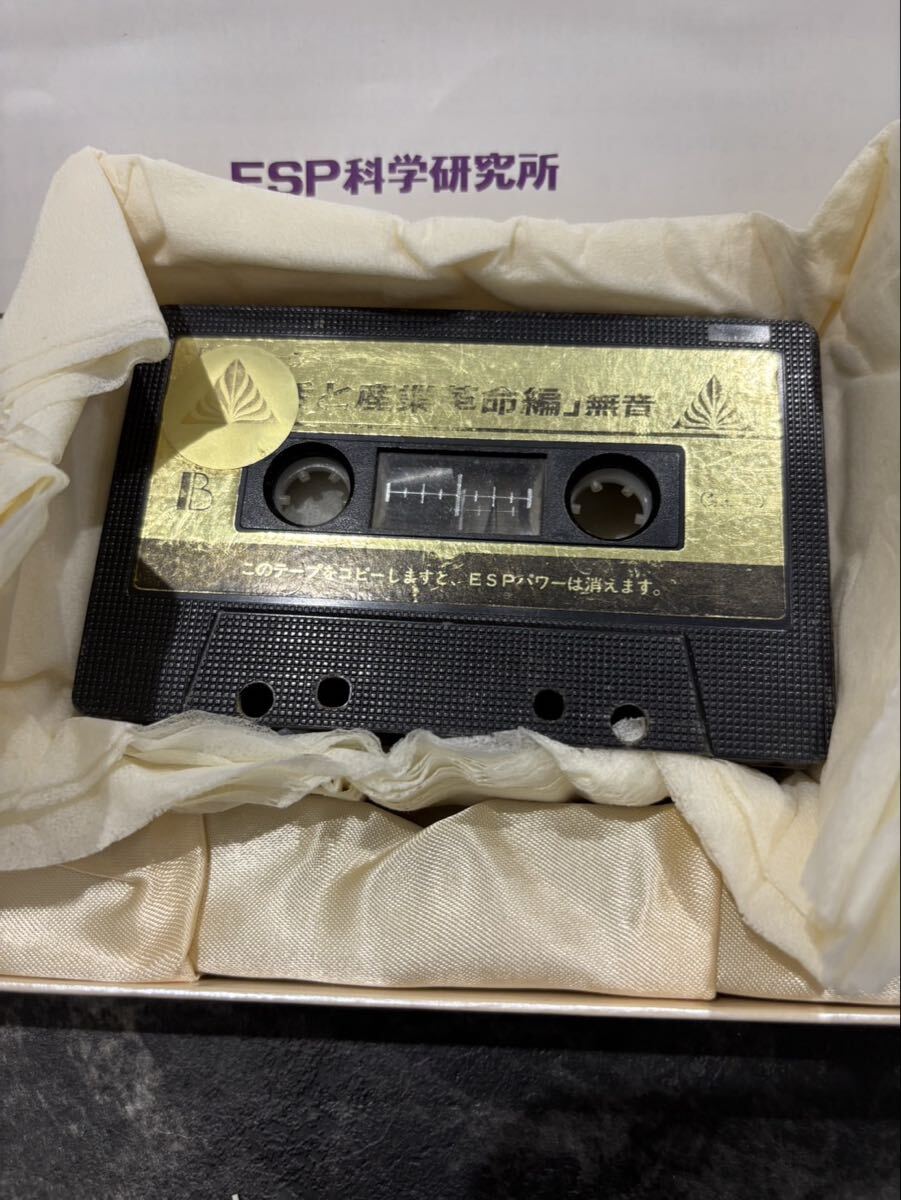 ESP科学研究所
と産業革命編」無音
B
このテープをコピーしますと、ESPパワーは消えます。